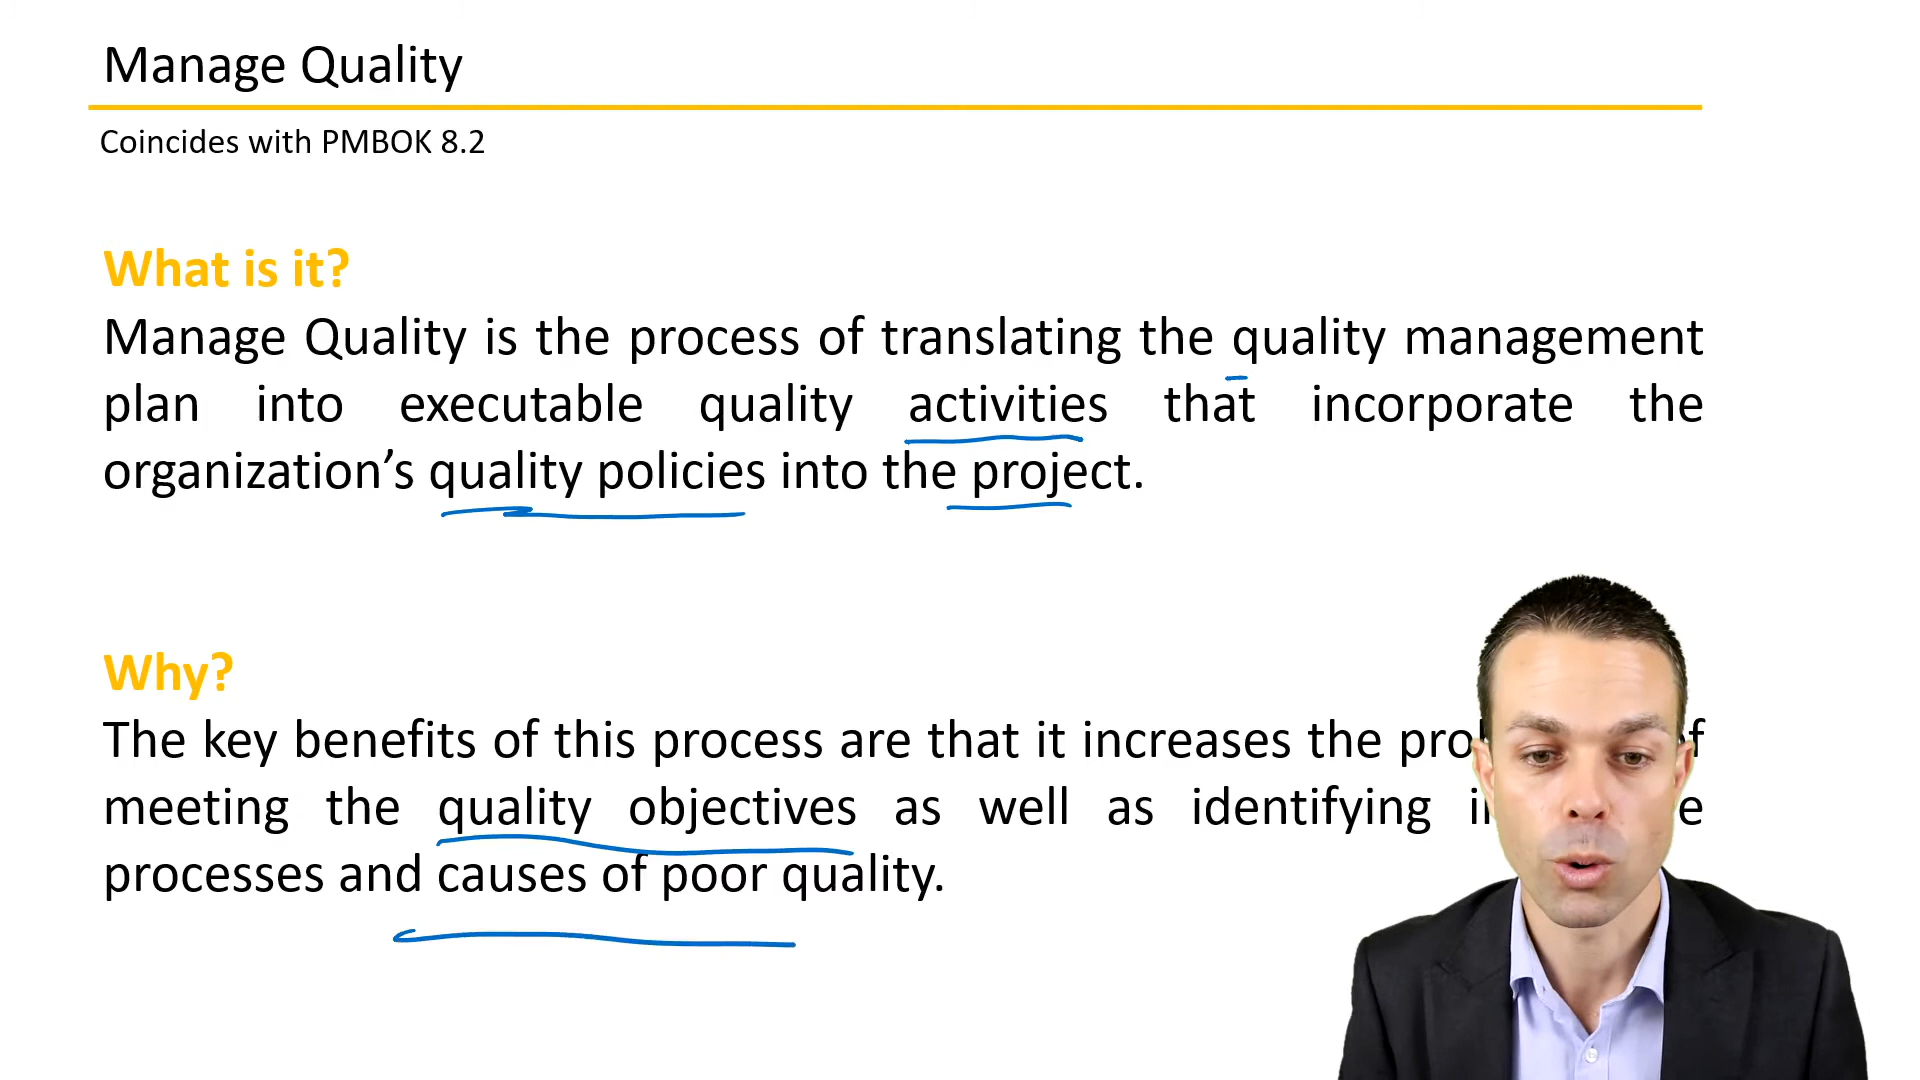 Manage Quality
Coincides with PMBOK 8.2
What is it?
Manage Quality is the process of translating the quality management
plan into executable quality activities that incorporate the
organization’s quality policies into the project.
Why?
The key benefits of this process are that it increases the
meeting the quality objectives as well as identifying
processes and causes of poor quality.